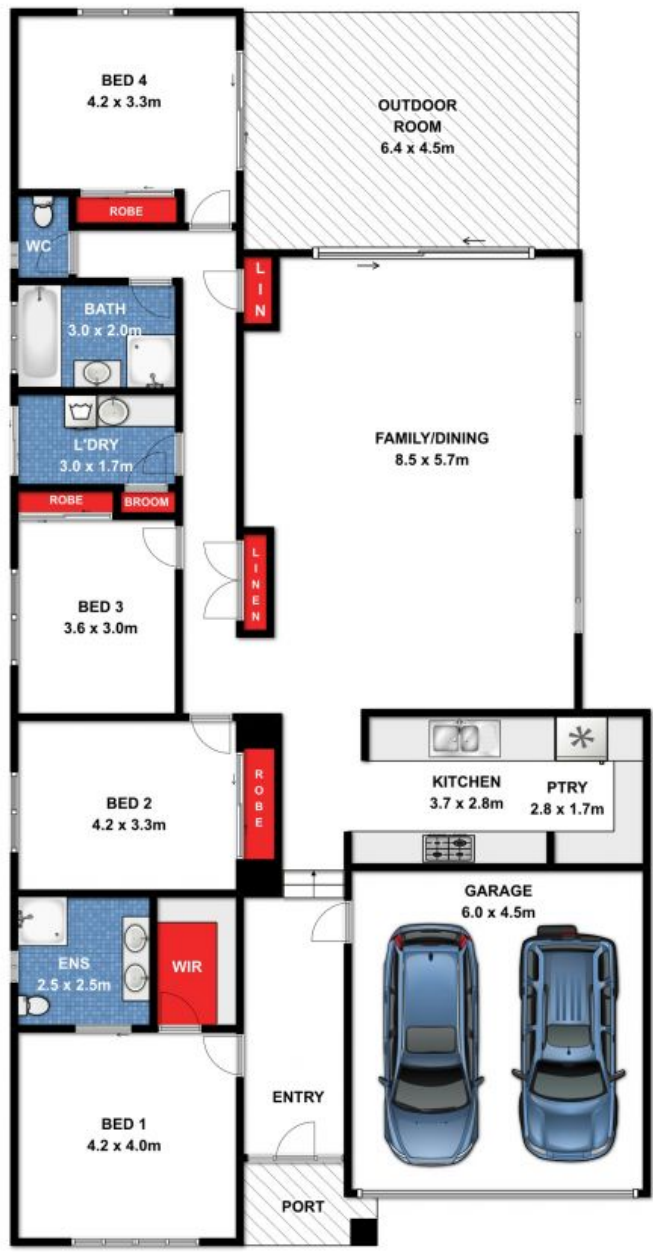 BED 4
4.2 x 3.3m
OUTDOOR
ROOM
6.4 x 4.5m
ROBE
WC
LIN
BATH
3.0 x 2.0m
FAMILY/DINING
8.5 x 5.7m
L'DRY
3.0 x 1.7m
ROBE
BROOM
LINEN
BED 3
3.6 x 3.0m
BED 2
4.2 x 3.3m
ROBE
KITCHEN
3.7 x 2.8m
PTRY
2.8 x 1.7m
GARAGE
6.0 x 4.5m
ENS
2.5 x 2.5m
WIR
ENTRY
BED 1
4.2 x 4.0m
PORT